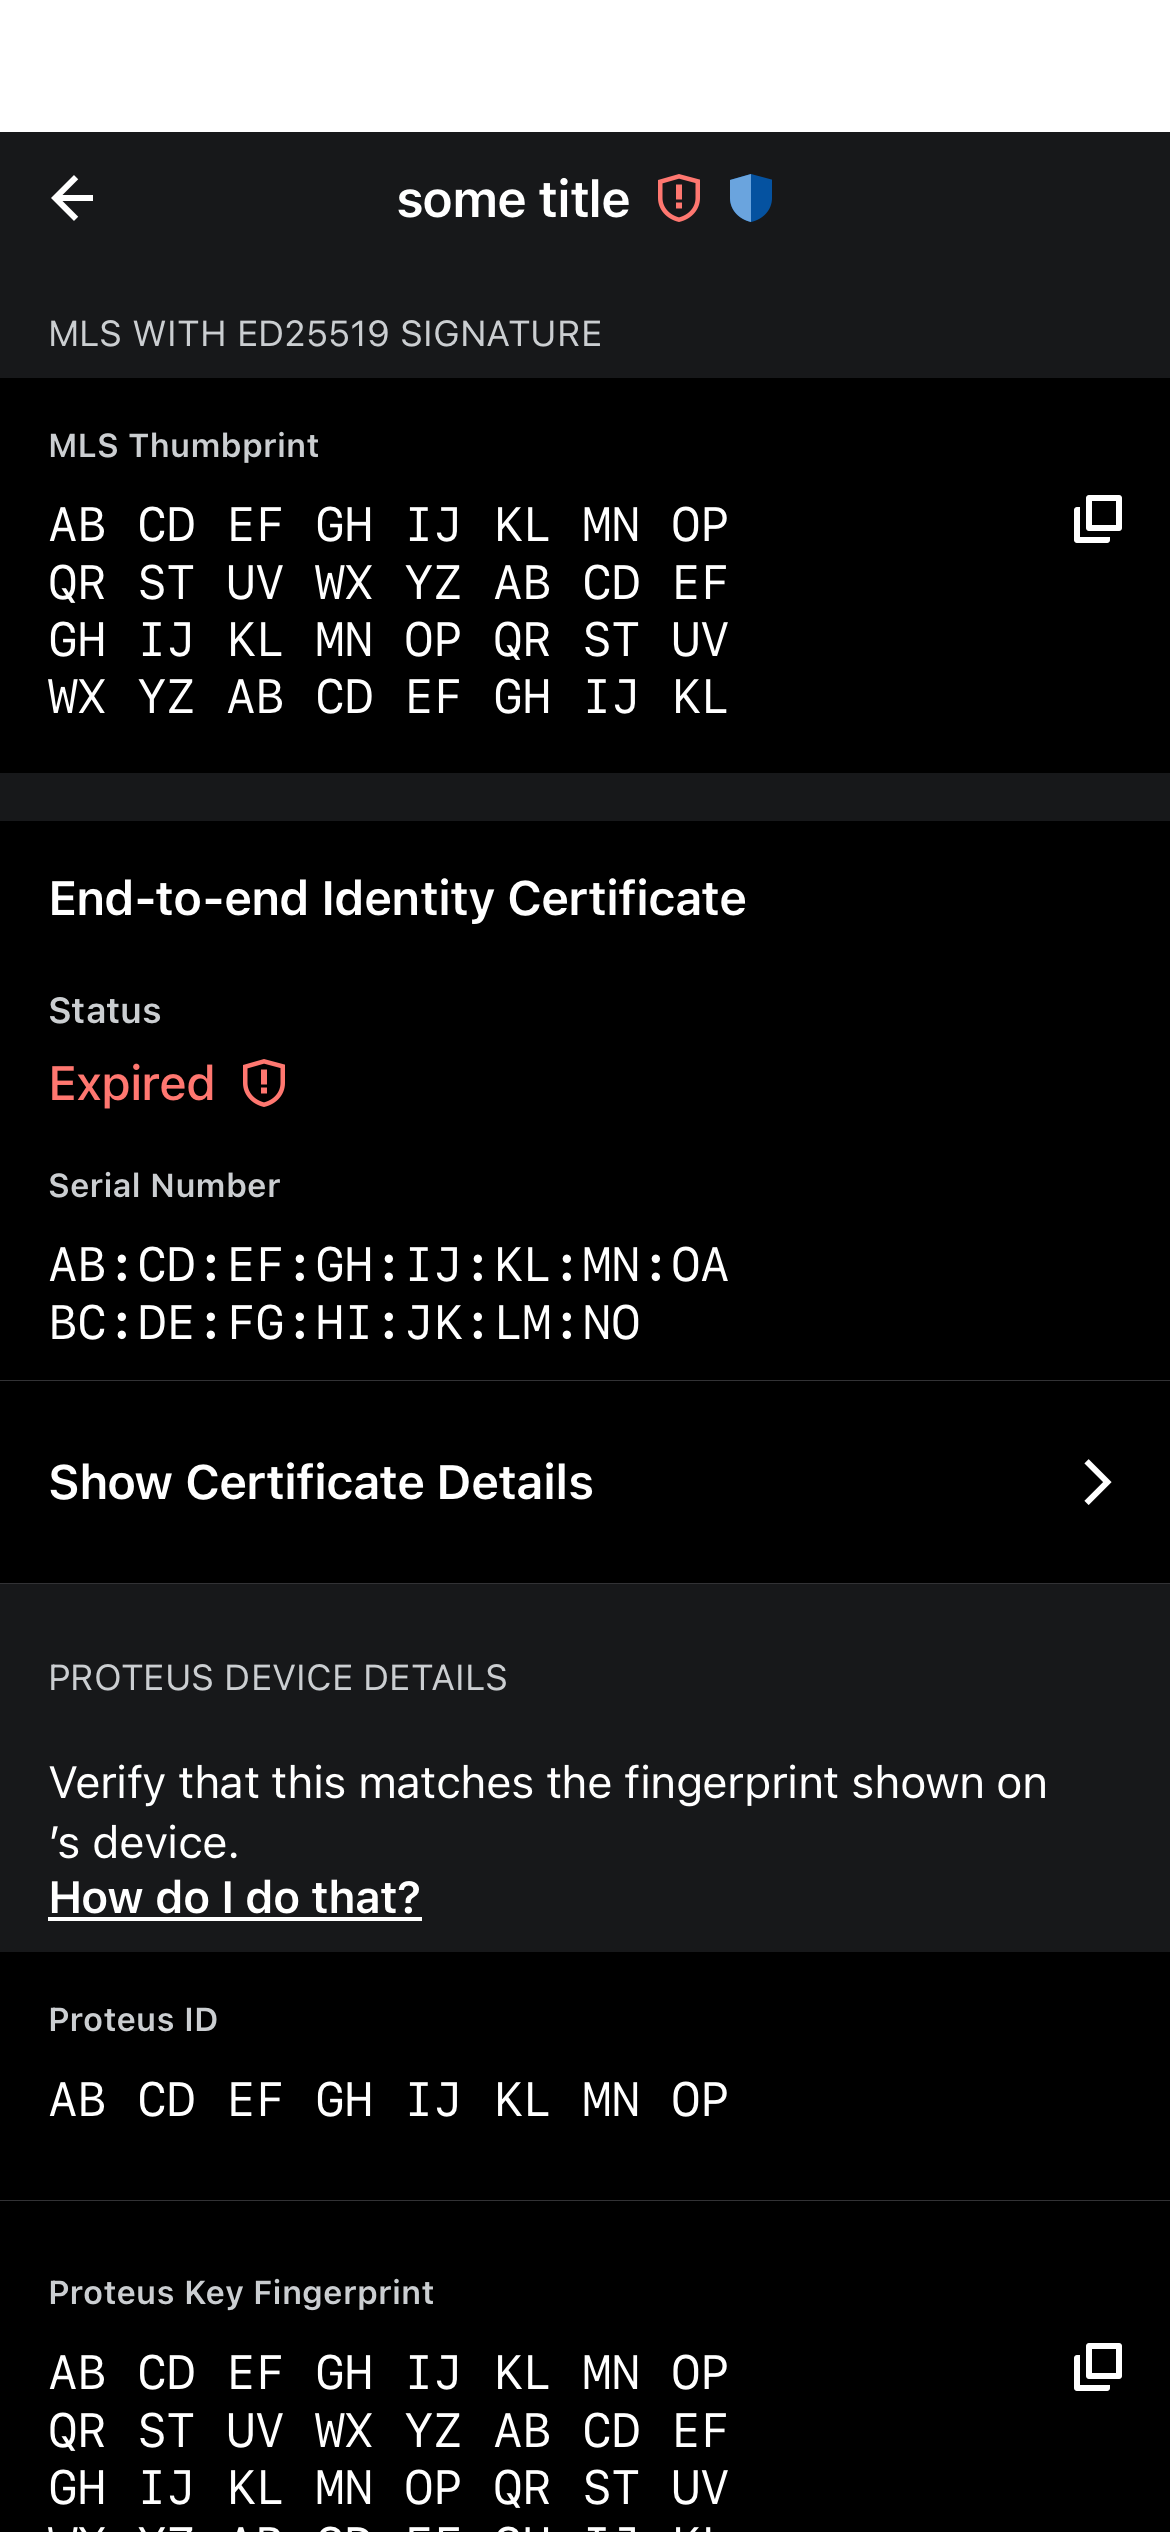 some title
MLS WITH ED25519 SIGNATURE
MLS Thumbprint
AB CD EF GH IJ KL MN OP
QR ST UV WX YZ AB CD EF
GH IJ KL MN OP QR ST UV
WX YZ AB CD EF GH IJ KL
End-to-end Identity Certificate
Status
Expired
Serial Number
AB:CD:EF:GH:IJ:KL:MN:OA
BC:DE:FG:HI:JK:LM:NO
Show Certificate Details
PROTEUS DEVICE DETAILS
Verify that this matches the fingerprint shown on
’s device.
How do I do that?
Proteus ID
AB CD EF GH IJ KL MN OP
Proteus Key Fingerprint
AB CD EF GH IJ KL MN OP
QR ST UV WX YZ AB CD EF
GH IJ KL MN OP QR ST UV